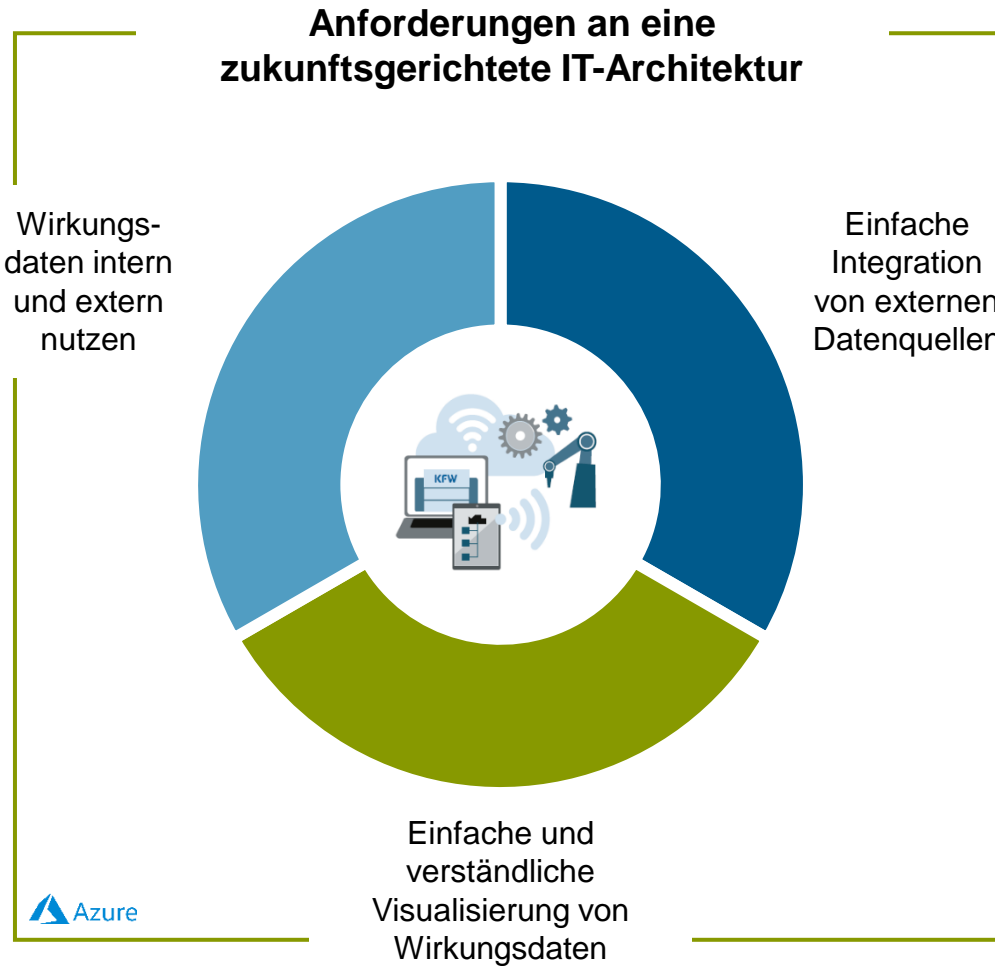 Anforderungen an eine
zukunftsgerichtete IT-Architektur
Wirkungs-
daten intern
und extern
nutzen
Einfache
Integration
von externen
Datenquellen
KFW
Einfache und
verständliche
Visualisierung von
Wirkungsdaten
Azure